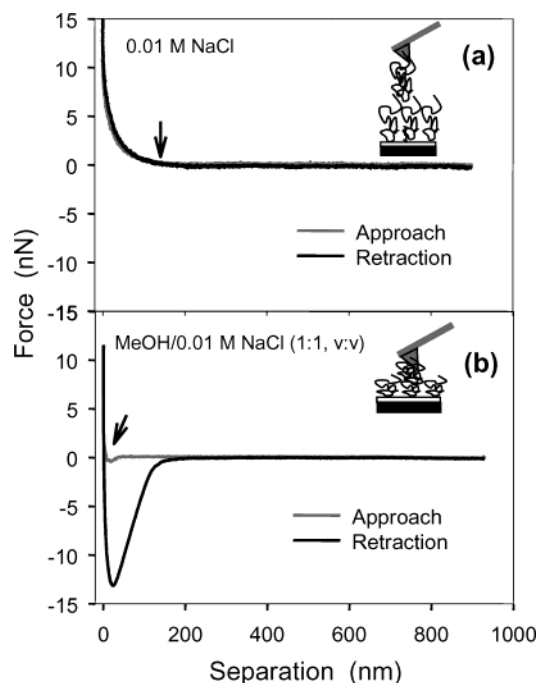 15
0.01 M NaCl
(a)
10
5
0
-5
Approach
-10
Retraction
-15
Force (nN)
MeOH/0.01 M NaCl (1:1, v:v)
(b)
10
5
0
-5
Approach
-10
Retraction
-15
0 200 400 600 800 1000
Separation (nm)